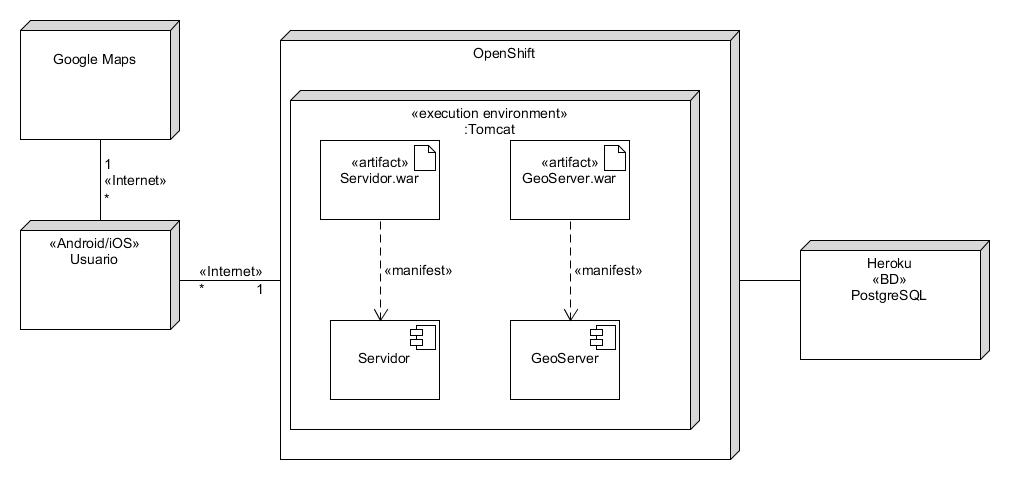 Google Maps
1
«Internet»
*
«Android/iOS»
Usuario
«Internet»
*
1
OpenShift
«execution environment»
:Tomcat
«artifact»
Servidor.war
«artifact»
GeoServer.war
«manifest»
«manifest»
Servidor
GeoServer
Heroku
«BD»
PostgreSQL